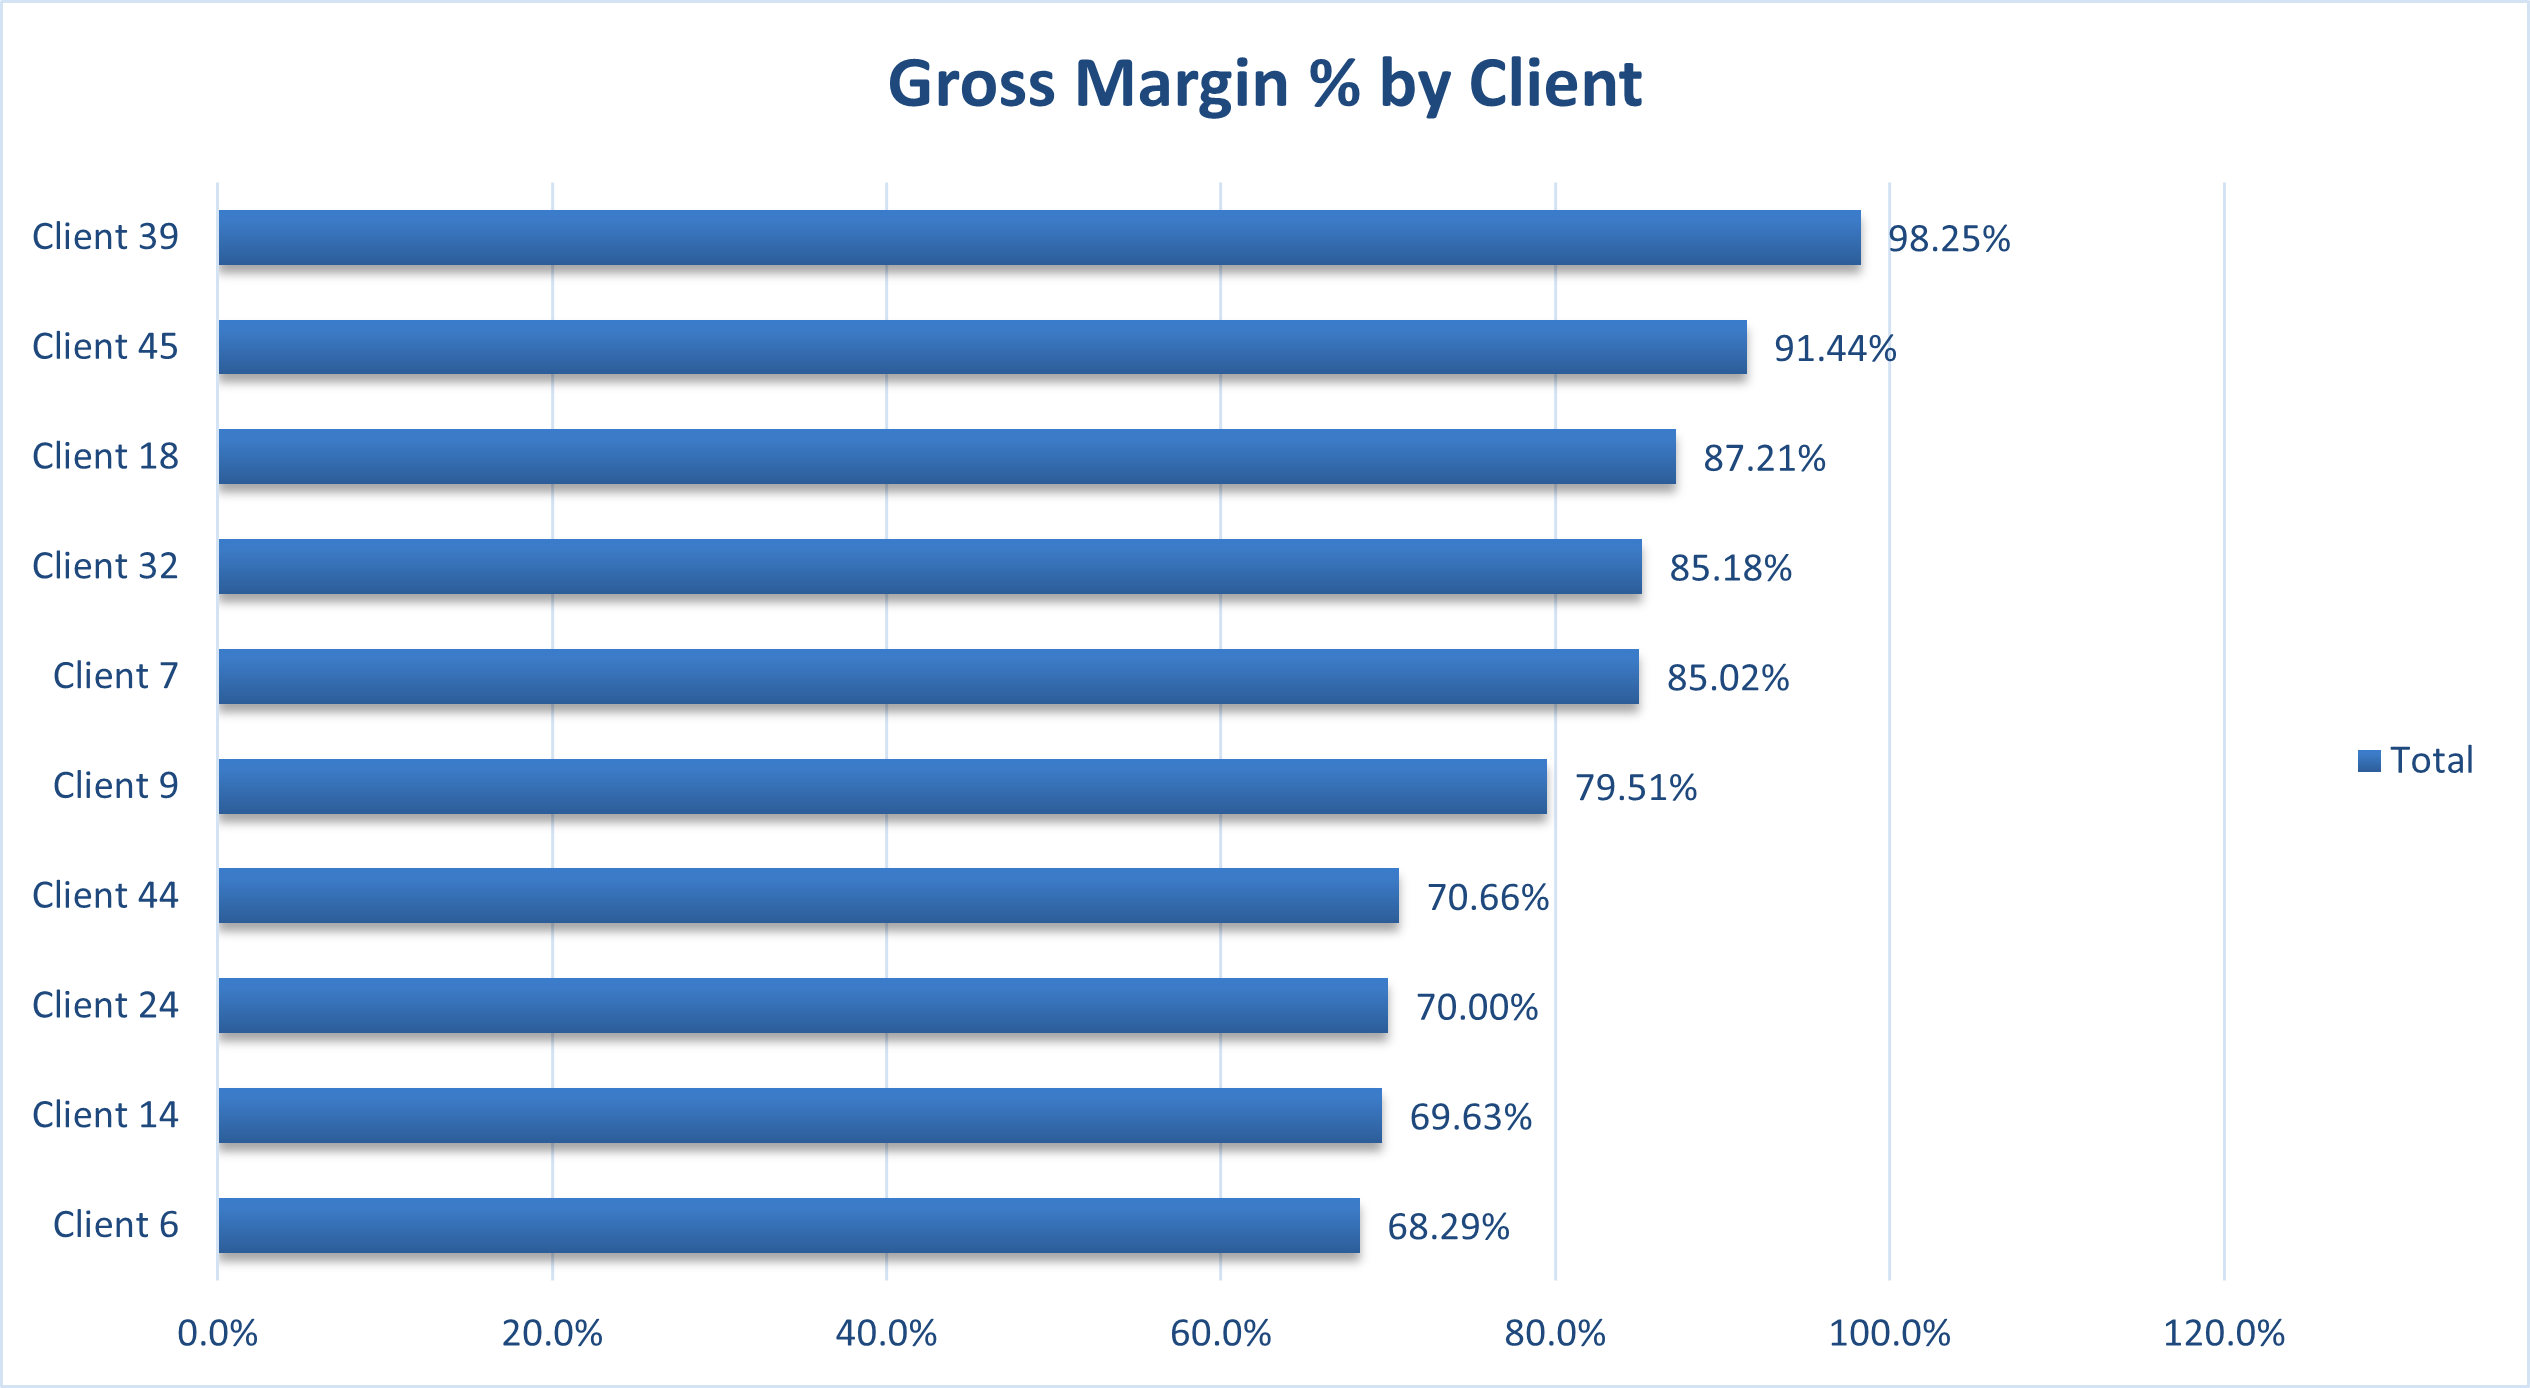 Gross Margin % by Client
Client 39 98.25%
Client 45 91.44%
Client 18 87.21%
Client 32 85.18%
Client 7 85.02%
Client 9 79.51%
Client 44 70.66%
Client 24 70.00%
Client 14 69.63%
Client 6 68.29%
Total
0.0% 20.0% 40.0% 60.0% 80.0% 100.0% 120.0%